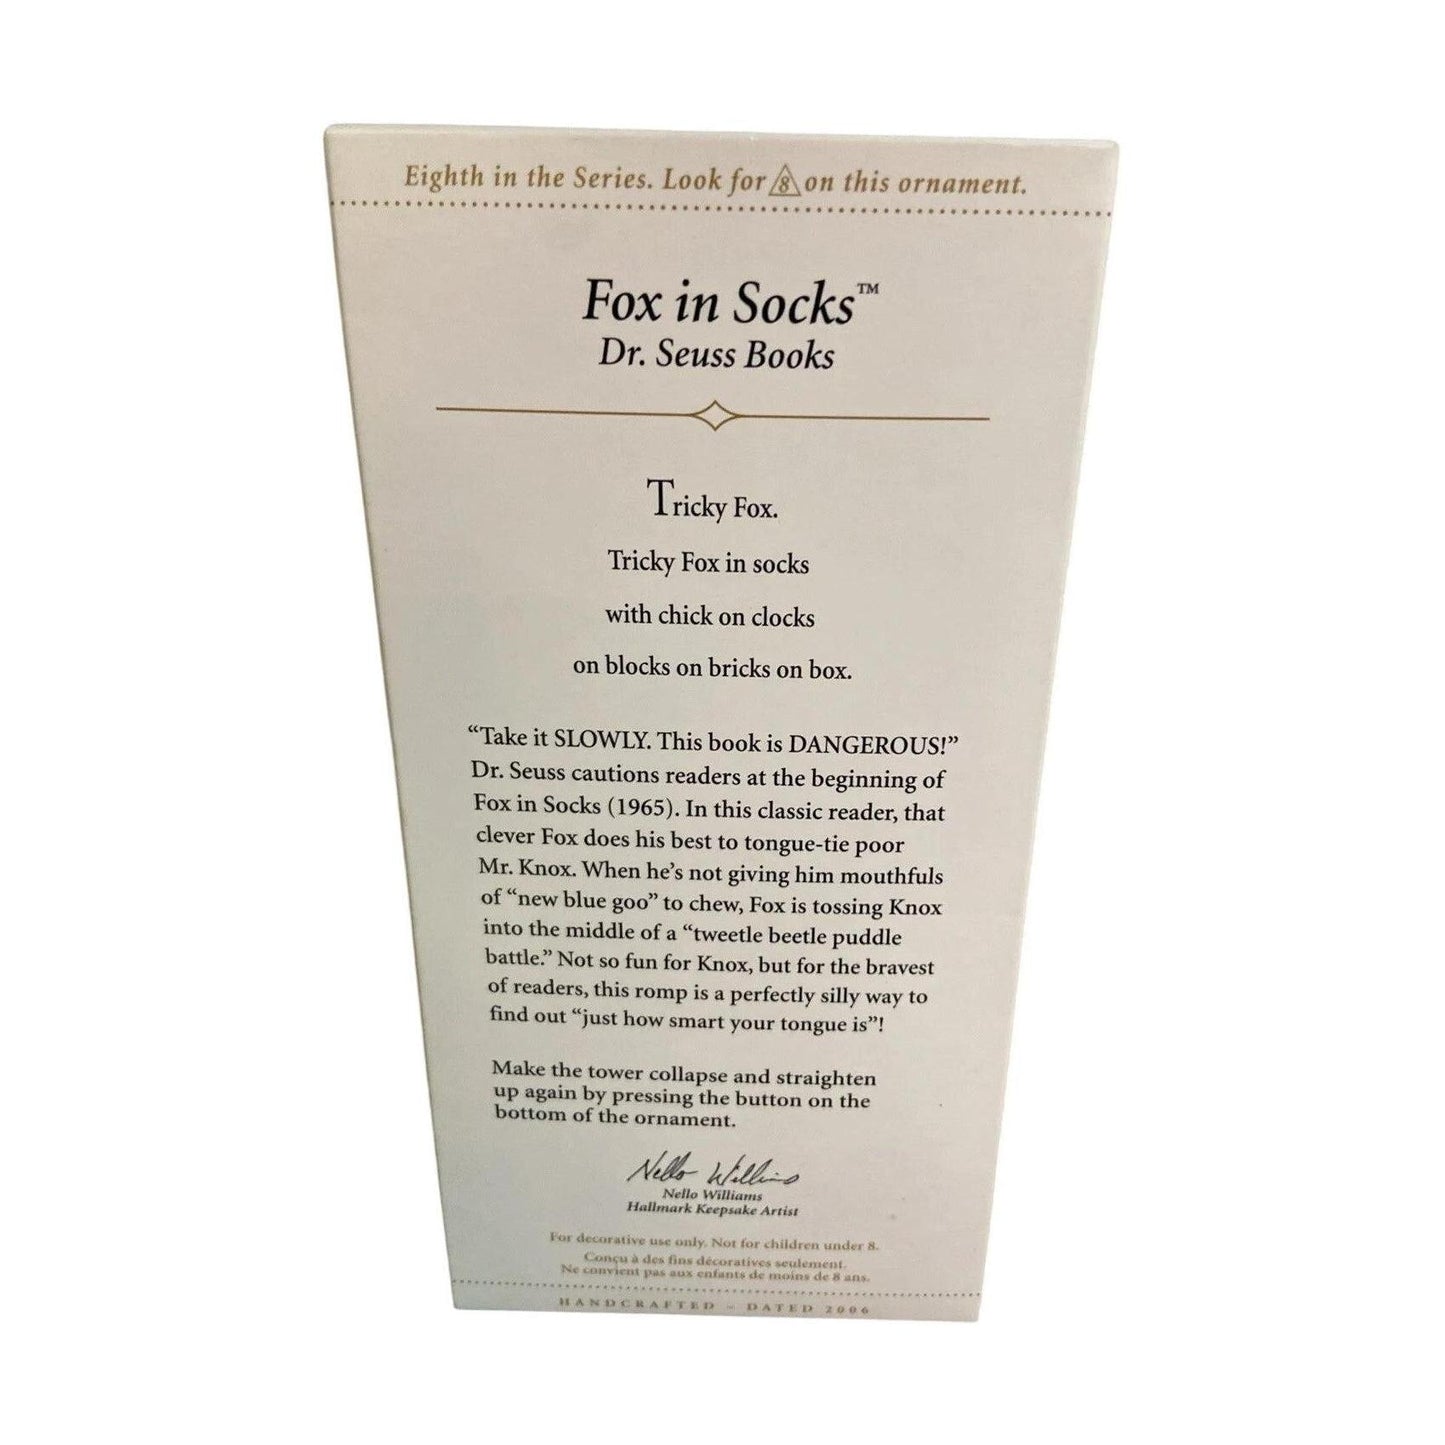 Eighth in the Series. Look for 8 on this ornament.
Fox in Socks™
Dr. Seuss Books
Tricky Fox.
Tricky Fox in socks
with chick on clocks
on blocks on bricks on box.
“Take it SLOWLY. This book is DANGEROUS!”
Dr. Seuss cautions readers at the beginning of
Fox in Socks (1965). In this classic reader, that
clever Fox does his best to tongue-tie poor
Mr. Knox. When he’s not giving him mouthfuls
of “new blue goo” to chew, Fox is tossing Knox
into the middle of a “tweetle beetle puddle
battle.” Not so fun for Knox, but for the bravest
of readers, this romp is a perfectly silly way to
find out “just how smart your tongue is”!
Make the tower collapse and straighten
up again by pressing the button on the
bottom of the ornament.
Nello Williams
Nello Williams
Hallmark Keepsake Artist
For decorative use only. Not for children under 8.
Conçu à des fins décoratives seulement.
Ne convient pas aux enfants de moins de 8 ans.
HANDCRAFTED ~ DATED 2006